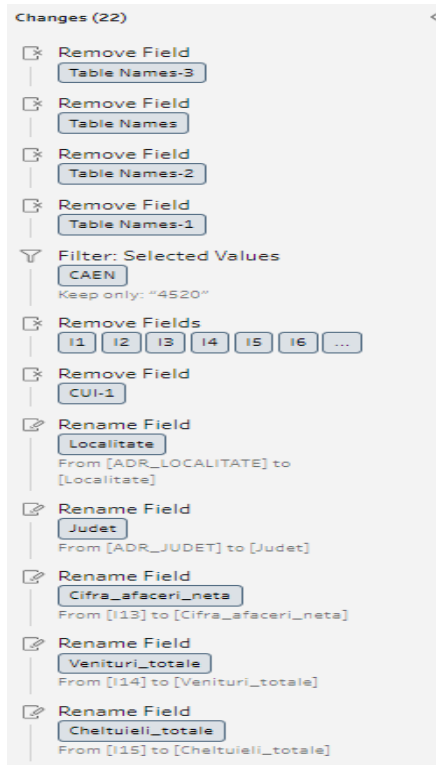 Changes (22)
Remove Field
Table Names-3
Remove Field
Table Names
Remove Field
Table Names-2
Remove Field
Table Names-1
Filter: Selected Values
CAEN
Keep only: "4520"
Remove Fields
I1 I2 I3 I4 I5 I6 ...
Remove Field
CUI-1
Rename Field
Localitate
From [ADR_LOCALITATE] to
[Localitate]
Rename Field
Judet
From [ADR_JUDET] to [Judet]
Rename Field
Cifra_afaceri_neta
From [I13] to [Cifra_afaceri_neta]
Rename Field
Venituri_totale
From [I14] to [Venituri_totale]
Rename Field
Cheltuieli_totale
From [I15] to [Cheltuieli_totale]